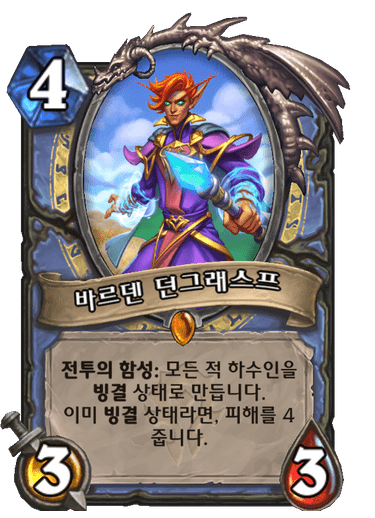 4
바르덴 던그래스프
전투의 함성: 모든 적 하수인을
빙결 상태로 만듭니다.
이미 빙결 상태라면, 피해를 4
줍니다.
3
3